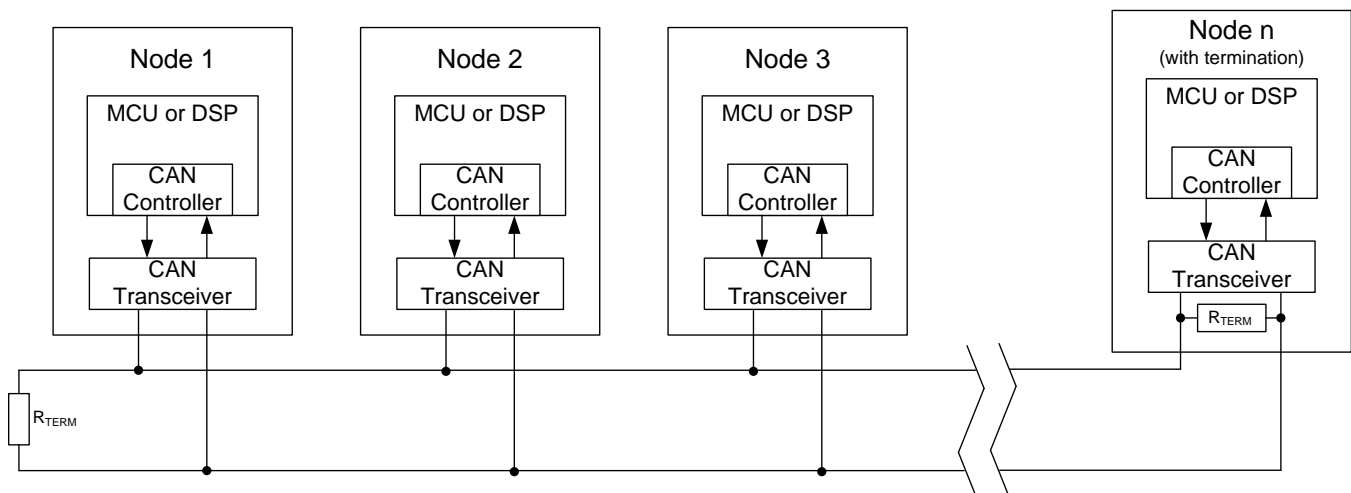 Node 1
MCU or DSP
CAN
Controller
CAN
Transceiver
Node 2
MCU or DSP
CAN
Controller
CAN
Transceiver
Node 3
MCU or DSP
CAN
Controller
CAN
Transceiver
Node n
(with termination)
MCU or DSP
CAN
Controller
CAN
Transceiver
RTERM
RTERM